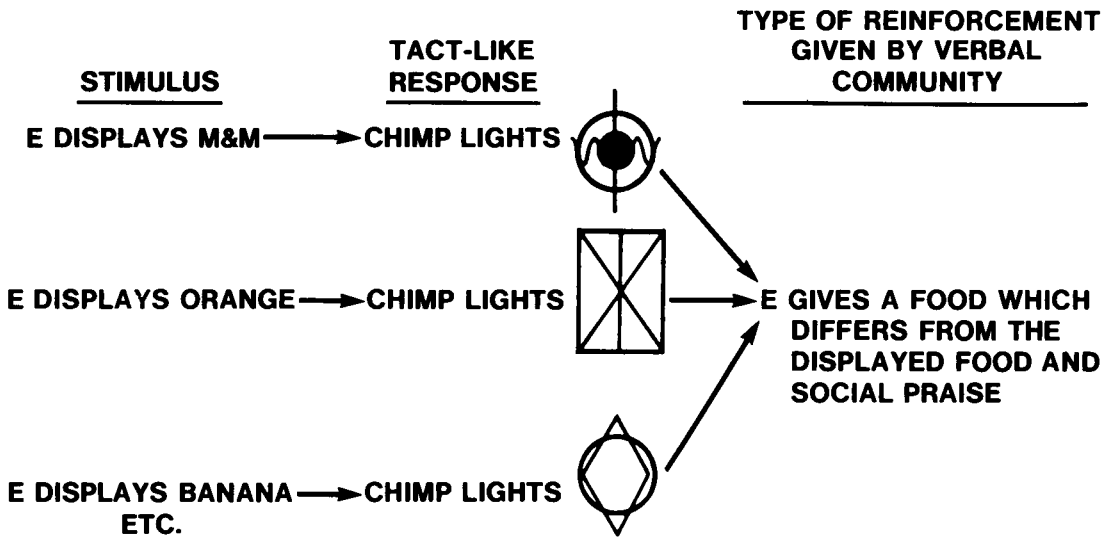 STIMULUS
TACT-LIKE
RESPONSE
TYPE OF REINFORCEMENT
GIVEN BY VERBAL
COMMUNITY
E DISPLAYS M&M
CHIMP LIGHTS
E DISPLAYS ORANGE
CHIMP LIGHTS
E GIVES A FOOD WHICH
DIFFERS FROM THE
DISPLAYED FOOD AND
SOCIAL PRAISE
E DISPLAYS BANANA
ETC.
CHIMP LIGHTS